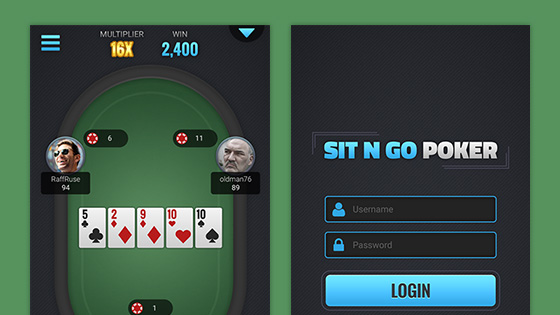 MULTIPLIER
16X
WIN
2,400
6
11
RaffRuse
94
oldman76
89
5
2
9
10
10
1
SIT N GO POKER
Username
Password
LOGIN